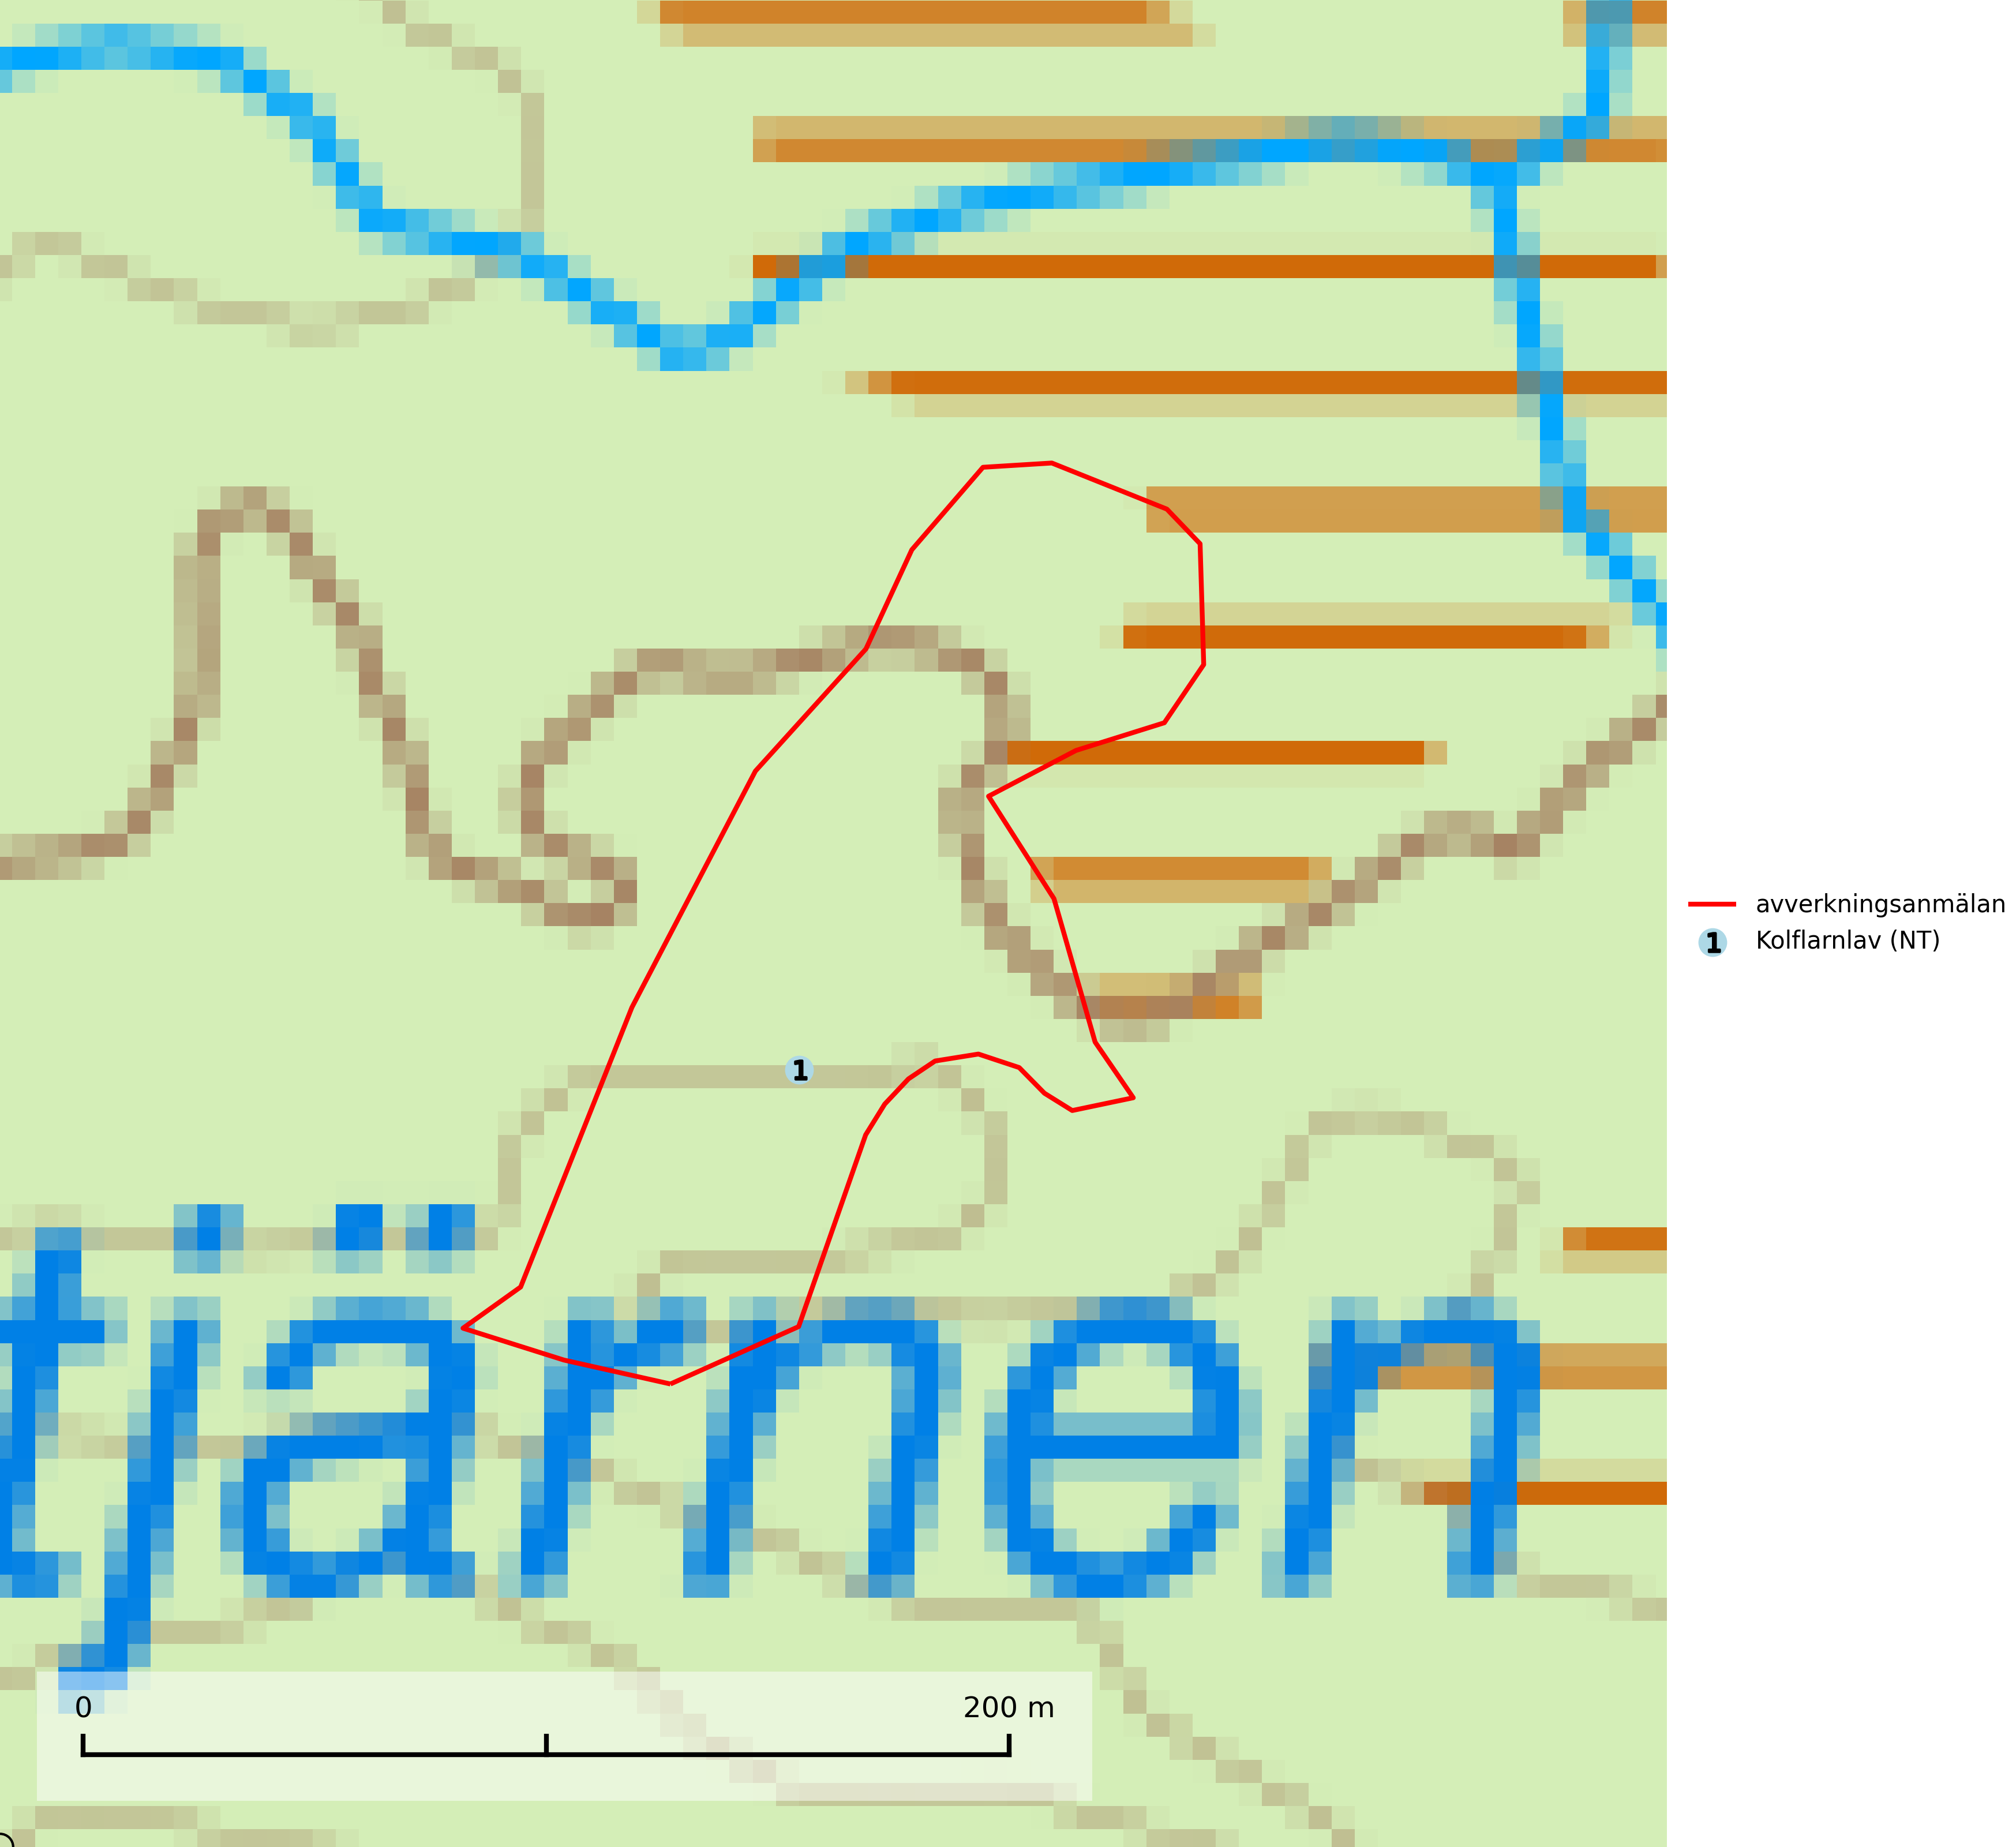 avverkningsanmälan
1 Kolflarnlav (NT)
1
tjärnen
0 200 m